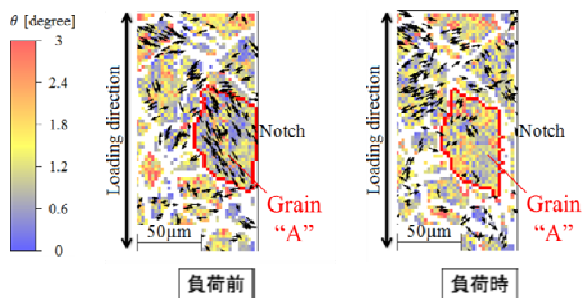 θ [degree]
3
2.4
1.8
1.2
0.6
0
Loading direction
Notch
Grain
“A”
50μm
負荷前
Loading direction
Notch
Grain
“A”
50μm
負荷時